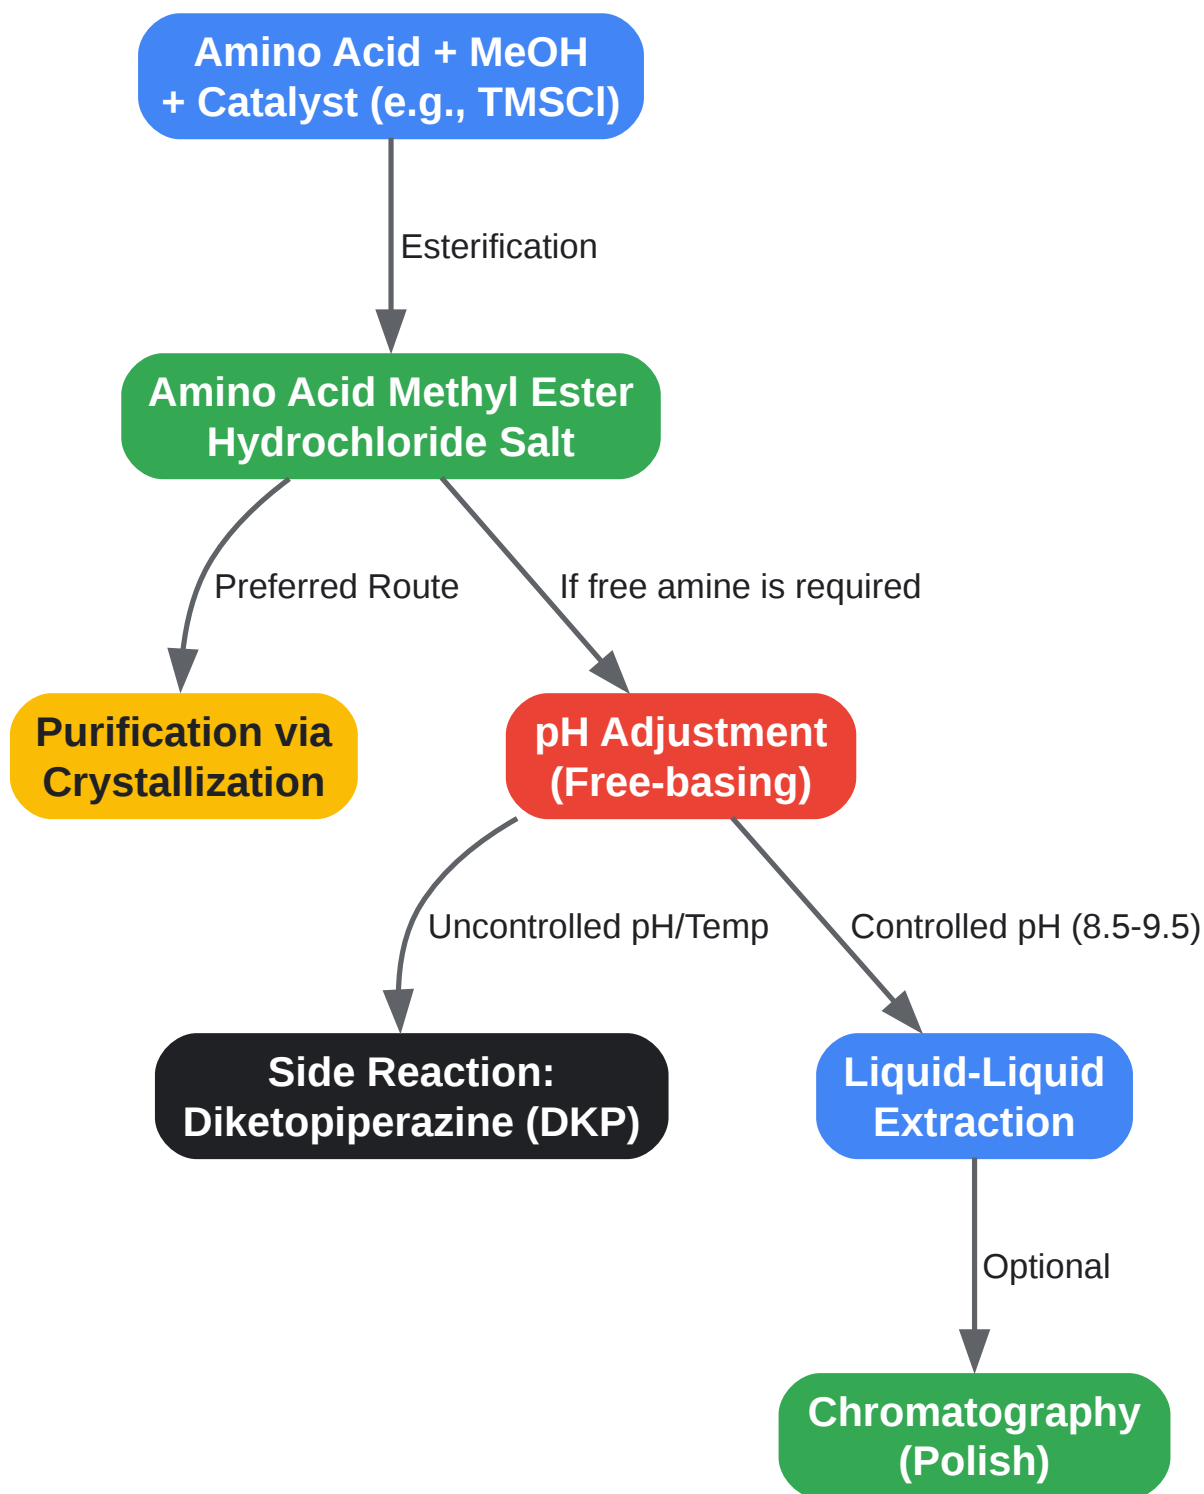 Amino Acid + MeOH
+ Catalyst (e.g., TMSCl)
Esterification
Amino Acid Methyl Ester
Hydrochloride Salt
Preferred Route
If free amine is required
Purification via
Crystallization
pH Adjustment
(Free-basing)
Uncontrolled pH/Temp
Controlled pH (8.5-9.5)
Side Reaction:
Diketopiperazine (DKP)
Liquid-Liquid
Extraction
Optional
Chromatography
(Polish)